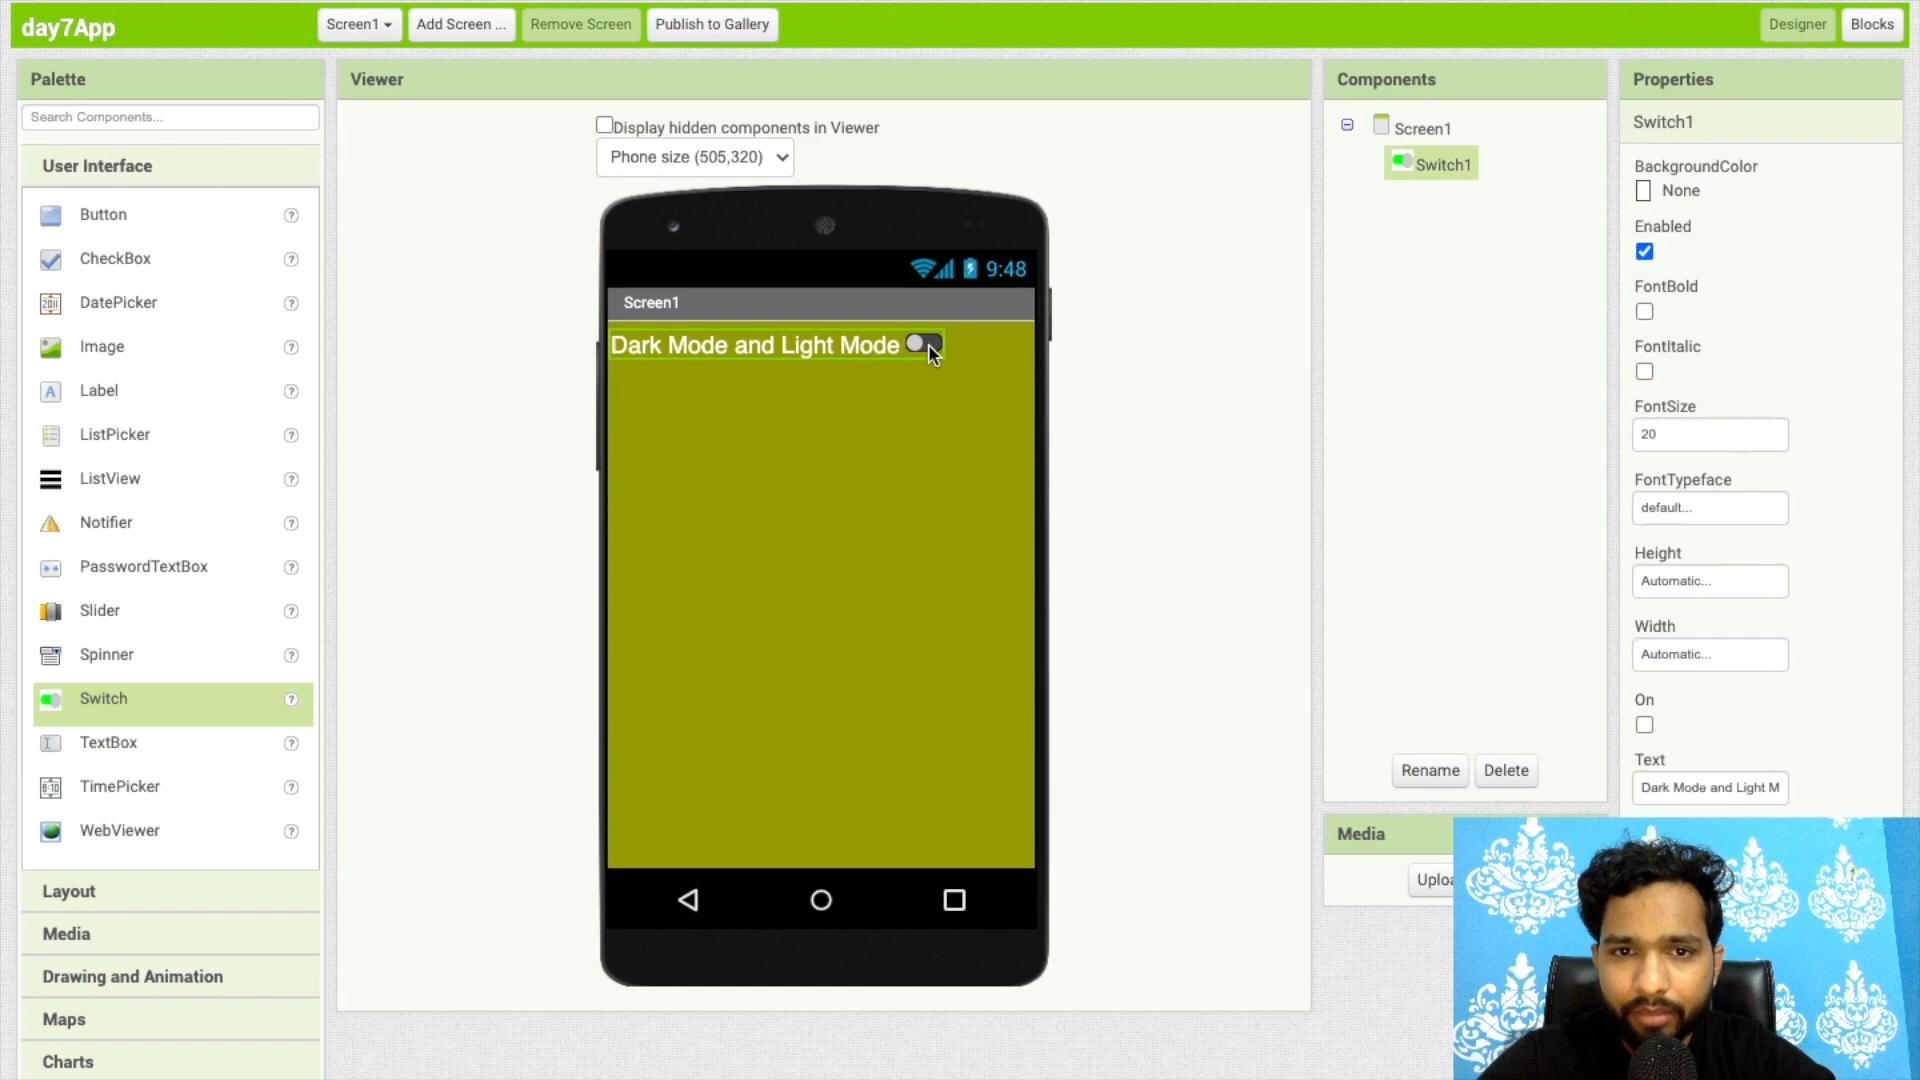 day7App
Screen1
Add Screen ...
Remove Screen
Publish to Gallery
Designer
Blocks
Palette
Search Components...
User Interface
Button
?
CheckBox
?
DatePicker
?
Image
?
Label
?
ListPicker
?
ListView
?
Notifier
?
PasswordTextBox
?
Slider
?
Spinner
?
Switch
?
TextBox
?
TimePicker
?
WebViewer
?
Layout
Media
Drawing and Animation
Maps
Charts
Viewer
Display hidden components in Viewer
Phone size (505,320)
9:48
Screen1
Dark Mode and Light Mode
Components
Screen1
Switch1
Rename
Delete
Media
Uploa
Properties
Switch1
BackgroundColor
None
Enabled
FontBold
FontItalic
FontSize
20
FontTypeface
default...
Height
Automatic...
Width
Automatic...
On
Text
Dark Mode and Light M